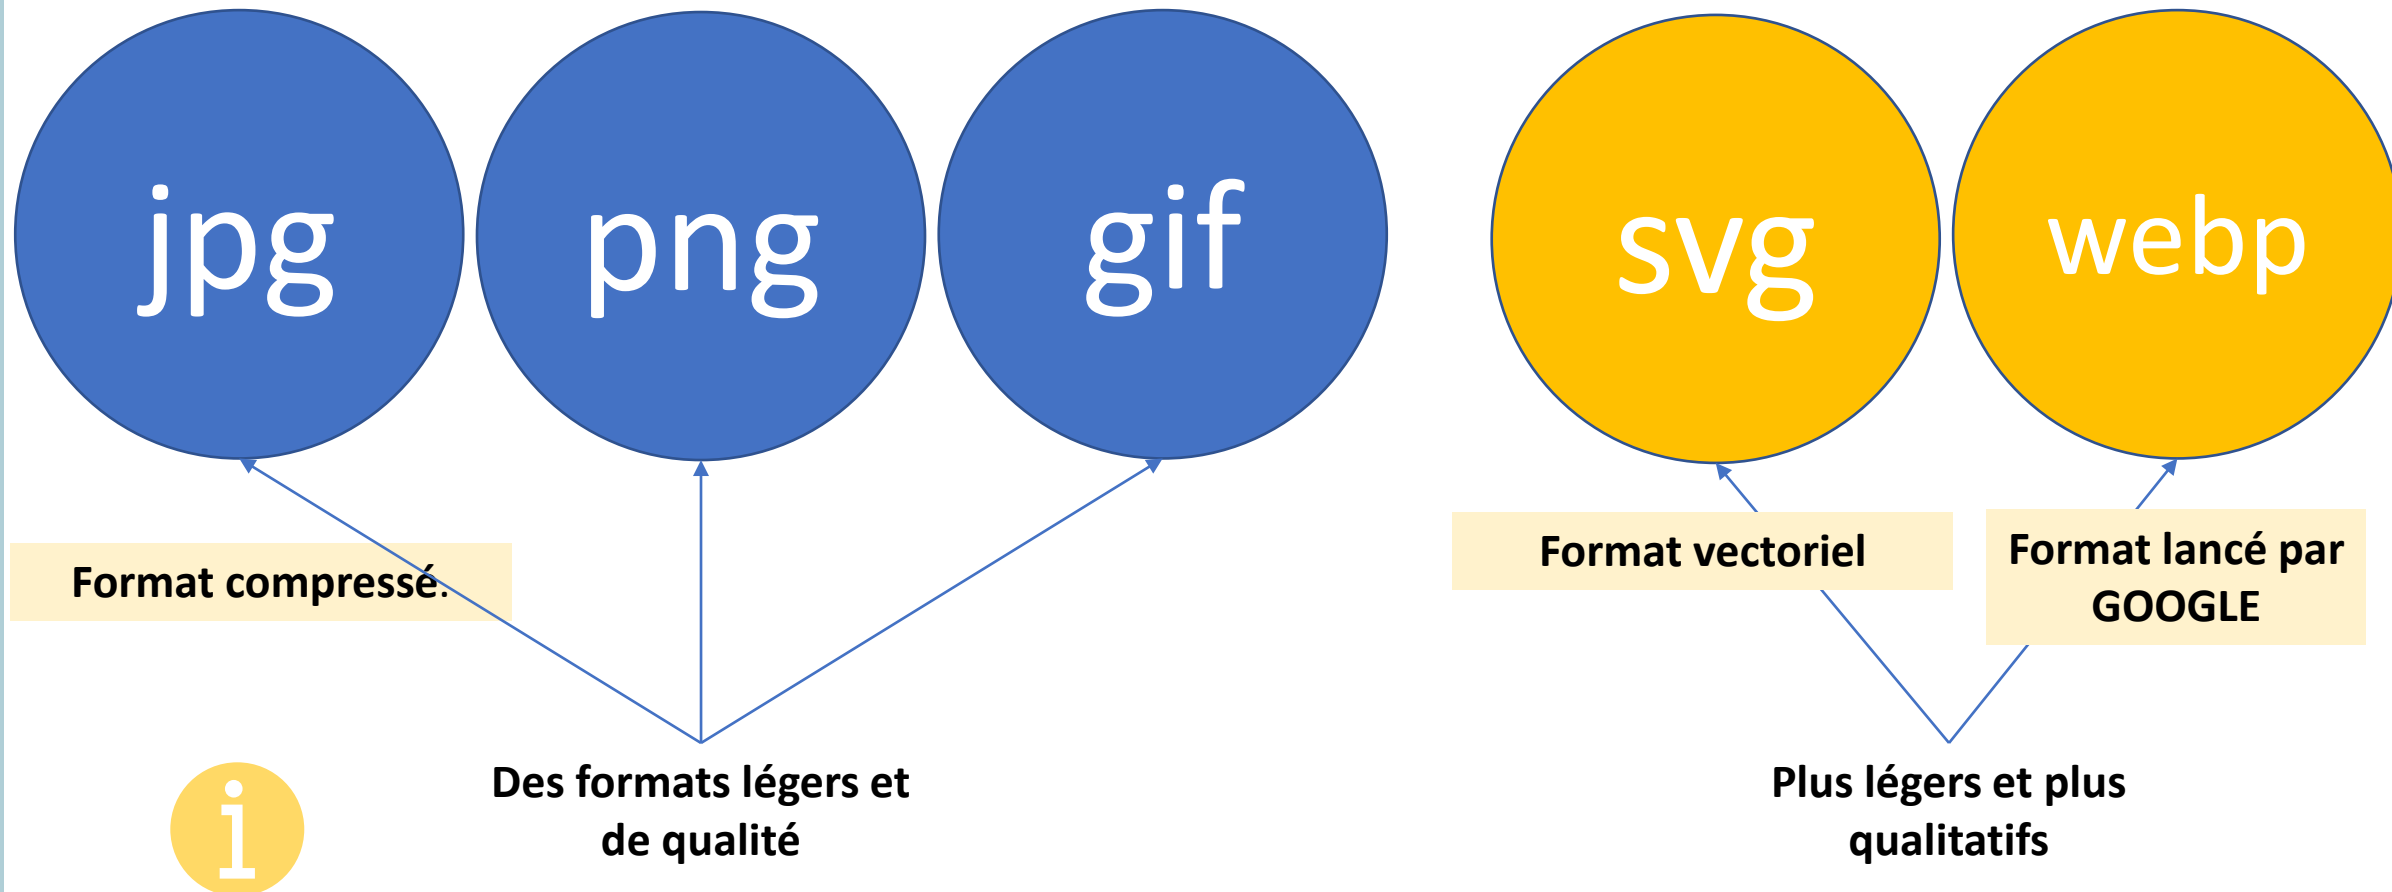 jpg
png
gif
svg
webp
Format compressé.
Format vectoriel
Format lancé par
GOOGLE
i
Des formats légers et
de qualité
Plus légers et plus
qualitatifs